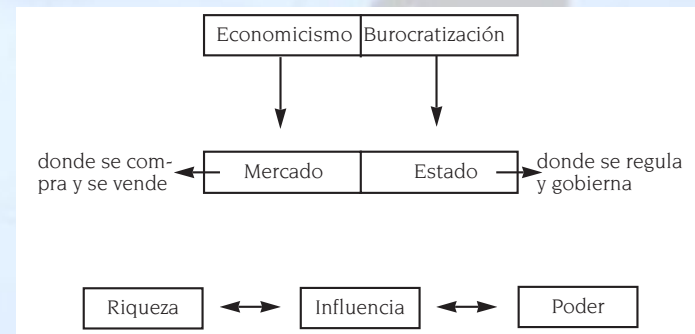 Economicismo Burocratización
donde se com-
pra y se vende
Mercado
Estado
donde se regula
y gobierna
Riqueza
Influencia
Poder